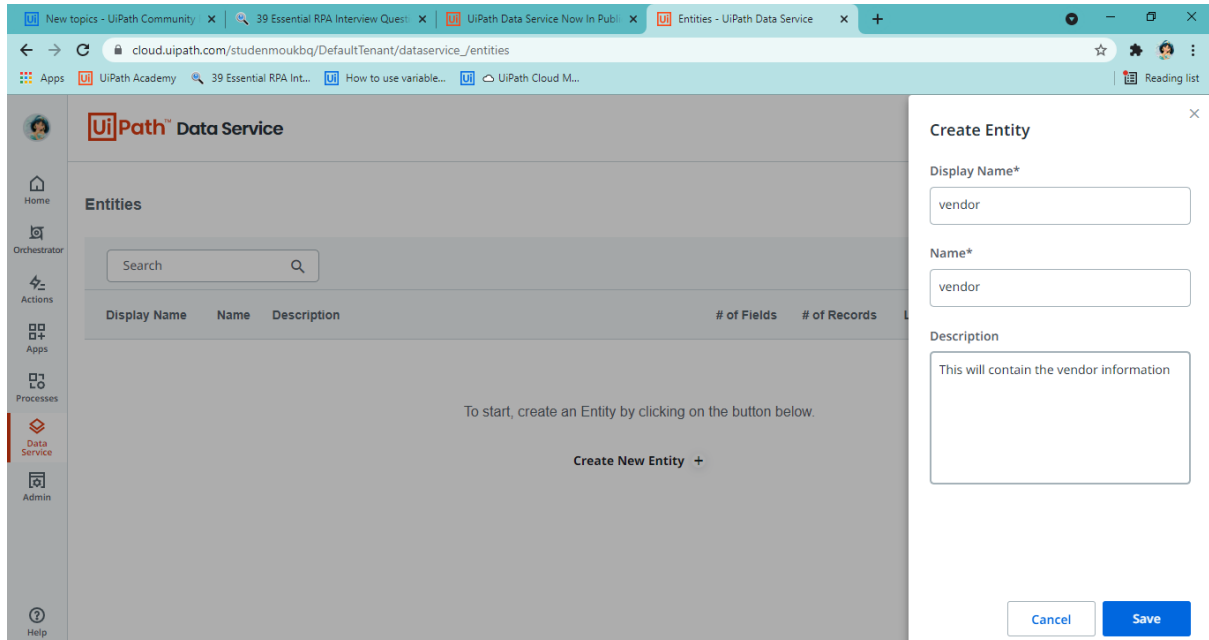 New topics - UiPath Community
39 Essential RPA Interview Questi
UiPath Data Service Now In Publi
Entities - UiPath Data Service
cloud.uipath.com/studenmoukbq/DefaultTenant/dataservice_/entities
Apps
UiPath Academy
39 Essential RPA Int...
How to use variable...
UiPath Cloud M...
Reading list
UiPath™ Data Service
Home
Orchestrator
Actions
Apps
Processes
Data
Service
Admin
Help
Entities
Search
Display Name Name Description # of Fields # of Records L
To start, create an Entity by clicking on the button below.
Create New Entity +
Create Entity
Display Name*
vendor
Name*
vendor
Description
This will contain the vendor information
Cancel Save